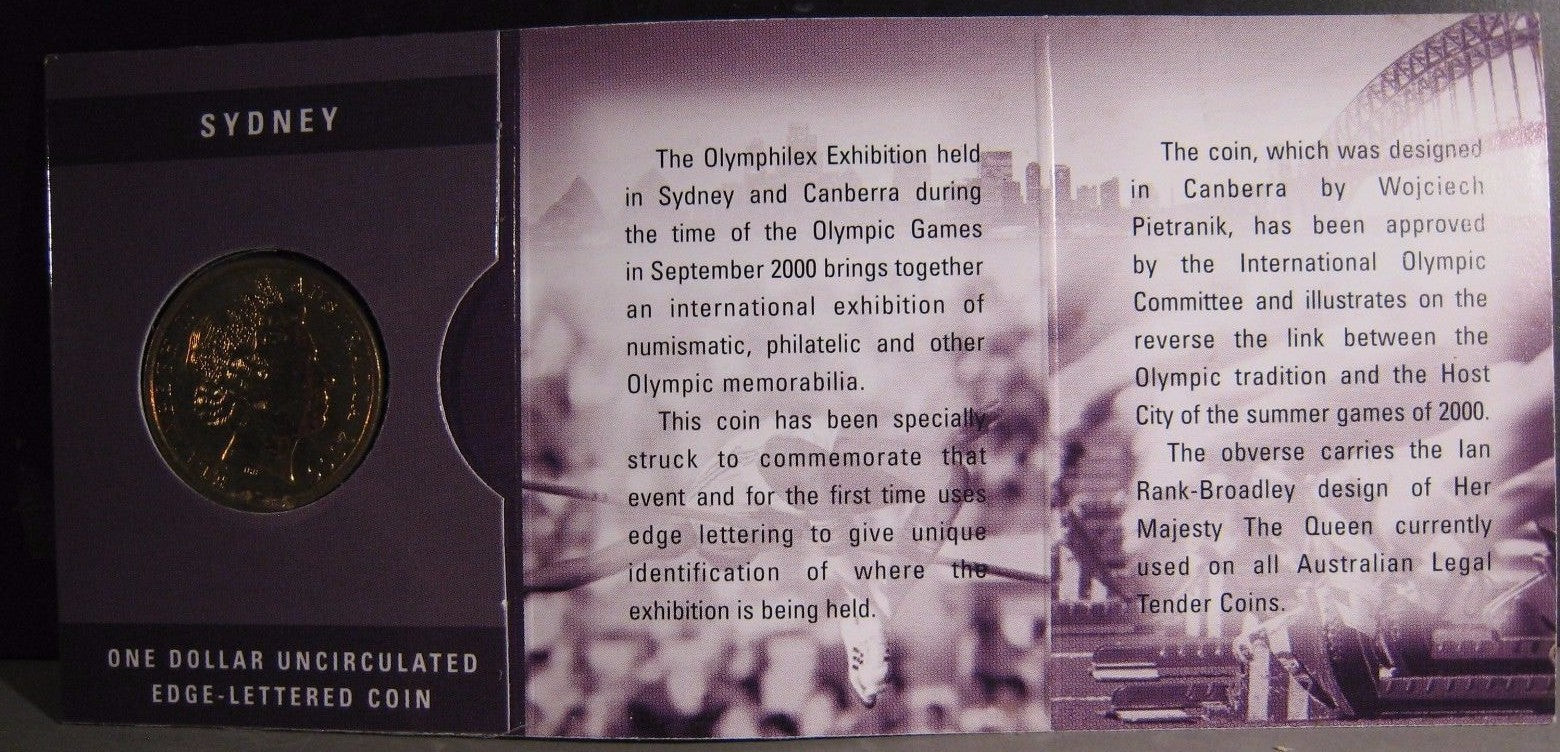 SYDNEY
ONE DOLLAR UNCIRCULATED
EDGE-LETTERED COIN
The Olymphilex Exhibition held
in Sydney and Canberra during
the time of the Olympic Games
in September 2000 brings together
an international exhibition of
numismatic, philatelic and other
Olympic memorabilia.
This coin has been specially
struck to commemorate that
event and for the first time uses
edge lettering to give unique
identification of where the
exhibition is being held.
The coin, which was designed
in Canberra by Wojciech
Pietranik, has been approved
by the International Olympic
Committee and illustrates on the
reverse the link between the
Olympic tradition and the Host
City of the summer games of 2000.
The obverse carries the Ian
Rank-Broadley design of Her
Majesty The Queen currently
used on all Australian Legal
Tender Coins.